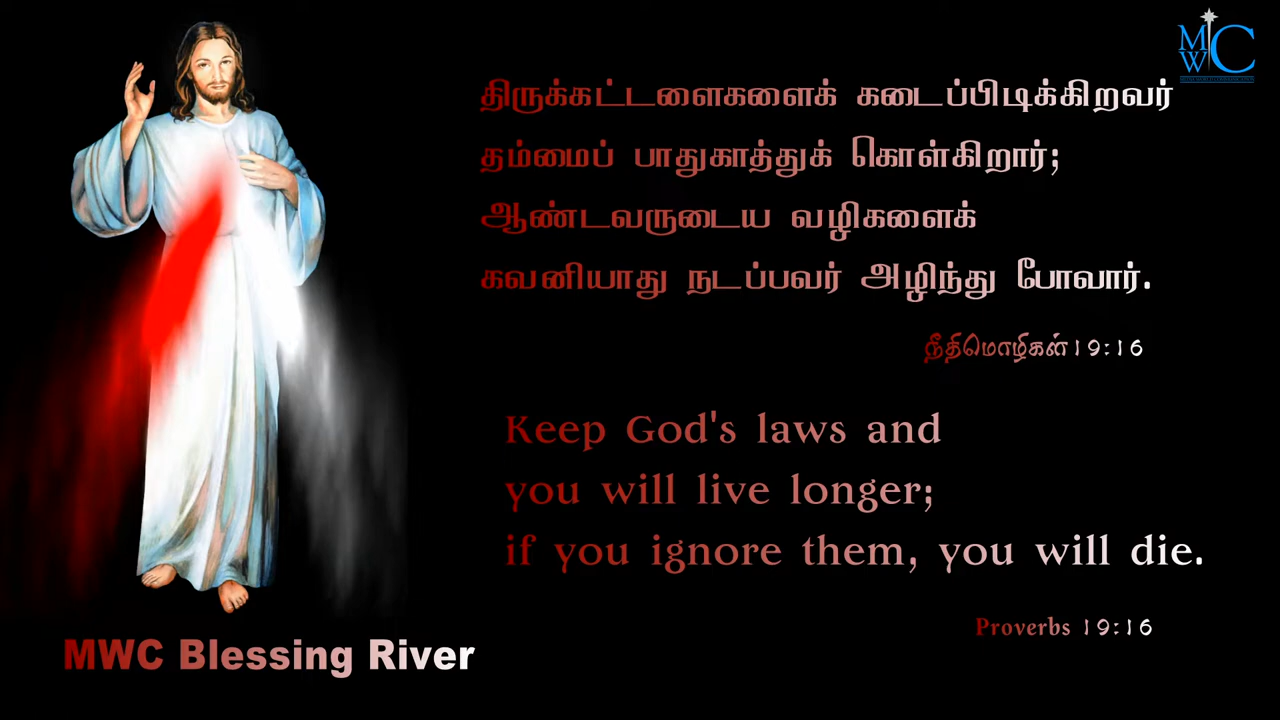 திருக்கட்டளைகளைக் கடைப்பிடிக்கிறவர்
தம்மைப் பாதுகாத்துக் கொள்கிறார்;
ஆண்டவருடைய வழிகளைக்
கவனியாது நடப்பவர் அழிந்து போவார்.
நீதிமொழிகள் 19:16
Keep God's laws and
you will live longer;
if you ignore them, you will die.
Proverbs 19:16
MWC Blessing River
MWC